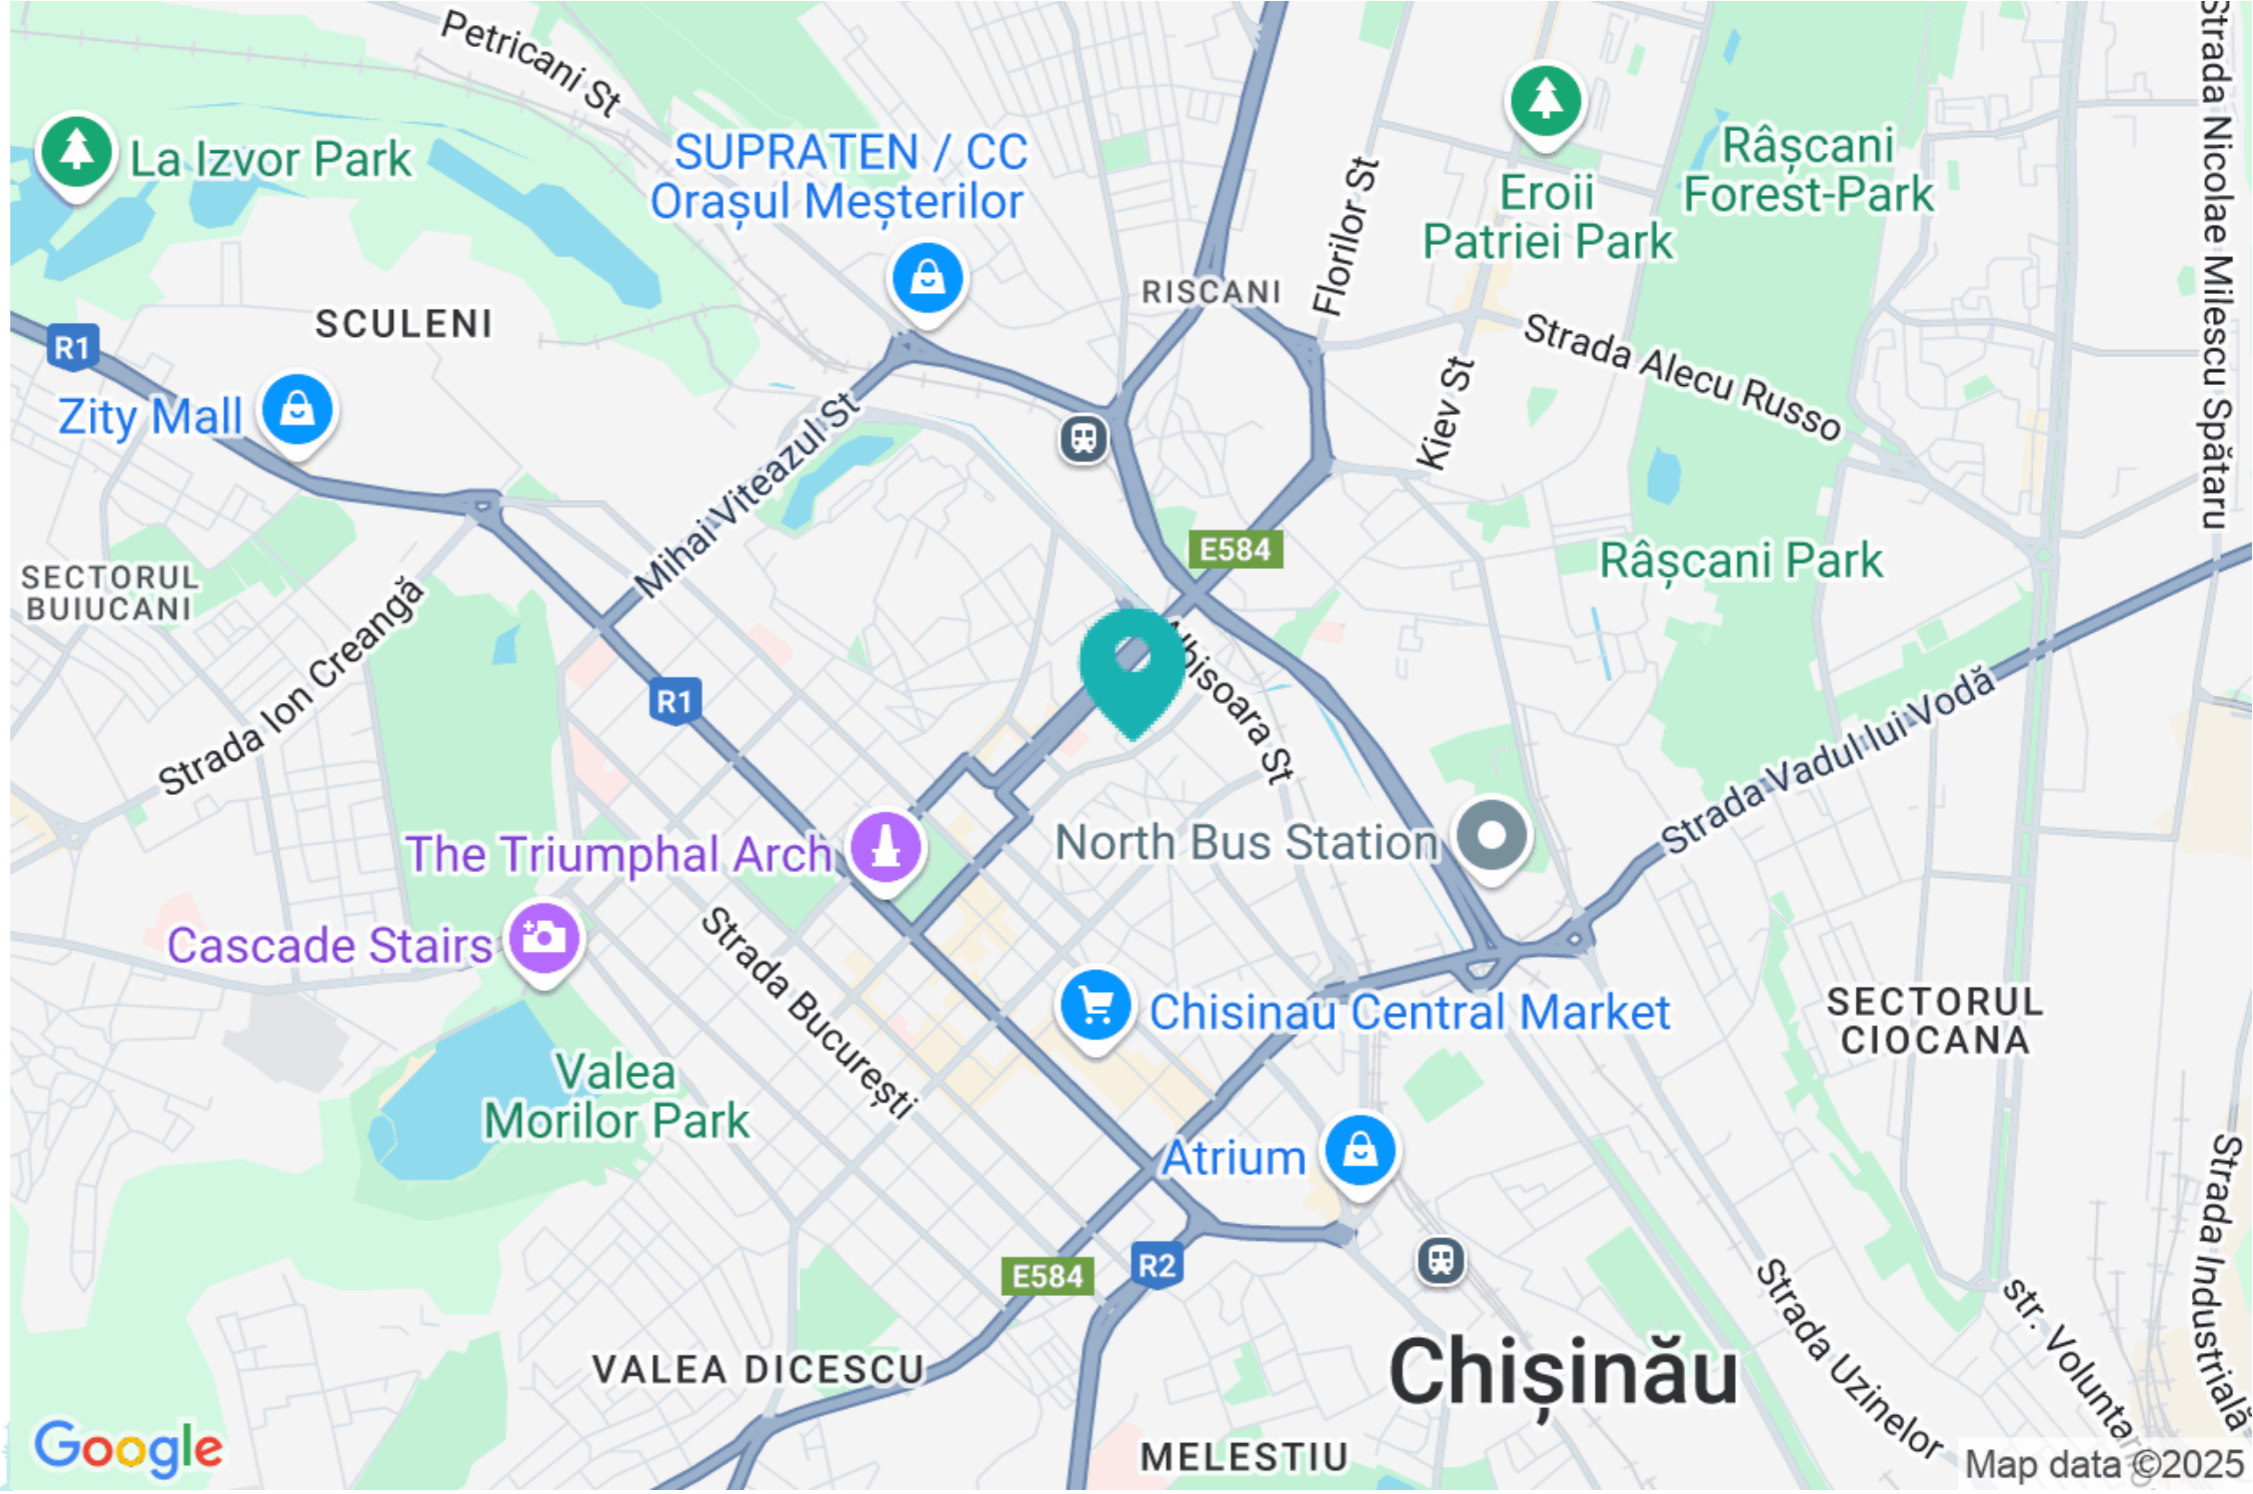 Petricani St
Strada Nicolae Milescu Spătaru
La Izvor Park
SUPRATEN / CC
Orașul Meșterilor
Râșcani
Forest-Park
Eroii
Patriei Park
Florilor St
RISCANI
SCULENI
R1
Strada Alecu Russo
Zity Mall
Kiev St
Mihai Viteazul St
E584
Râșcani Park
SECTORUL
BUIUCANI
Strada Ion Creangă
R1
Albisoara St
Strada Vadul lui Vodă
The Triumphal Arch
North Bus Station
Cascade Stairs
Strada București
Chisinau Central Market
SECTORUL
CIOCANA
Valea
Morilor Park
Atrium
Strada Industrială
E584
R2
Strada Uzinelor
str. Voluntarilor
VALEA DICESCU
Chișinău
MELESTIU
Google
Map data ©2025